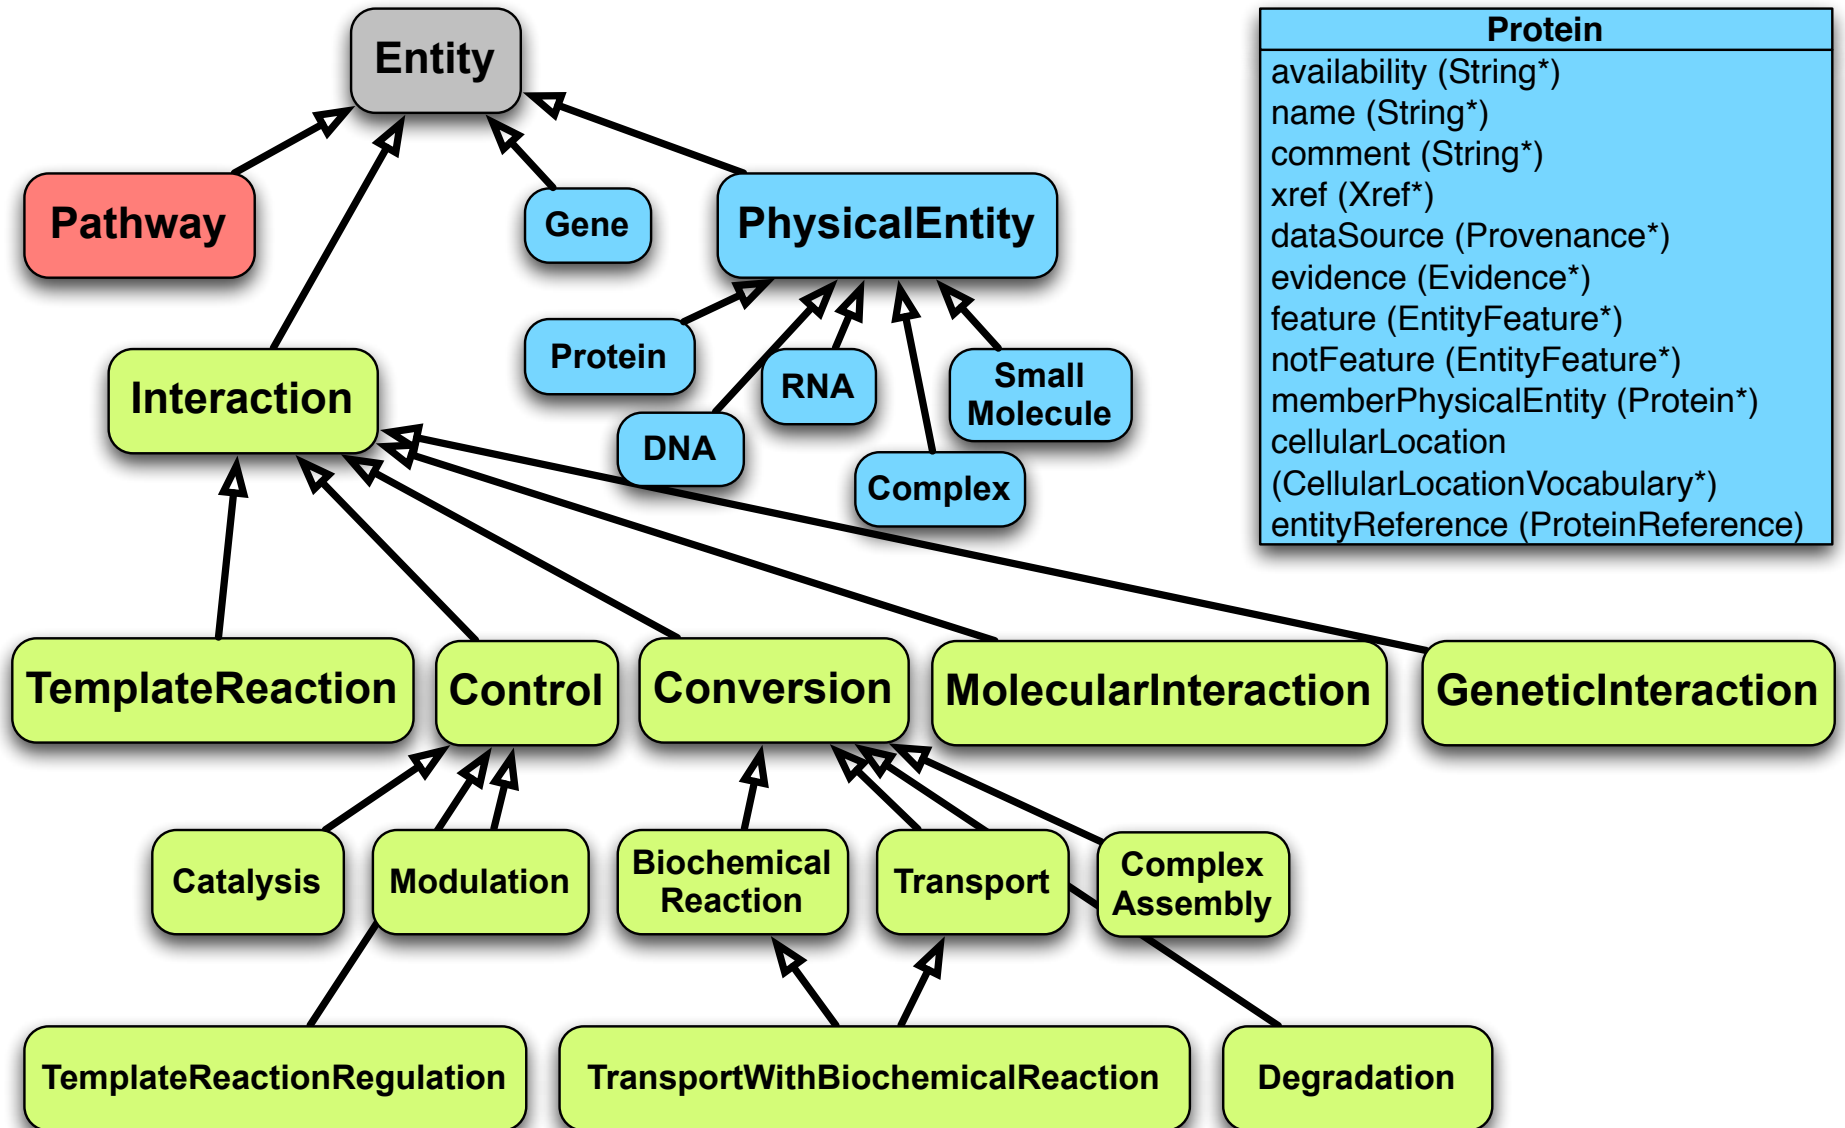 Entity
Pathway
Gene
PhysicalEntity
Interaction
Protein
DNA
RNA
Complex
Small
Molecule
TemplateReaction
Control
Conversion
MolecularInteraction
GeneticInteraction
Catalysis
Modulation
Biochemical
Reaction
Transport
Complex
Assembly
TemplateReactionRegulation
TransportWithBiochemicalReaction
Degradation
Protein
availability (String*)
name (String*)
comment (String*)
xref (Xref*)
dataSource (Provenance*)
evidence (Evidence*)
feature (EntityFeature*)
notFeature (EntityFeature*)
memberPhysicalEntity (Protein*)
cellularLocation
(CellularLocationVocabulary*)
entityReference (ProteinReference)